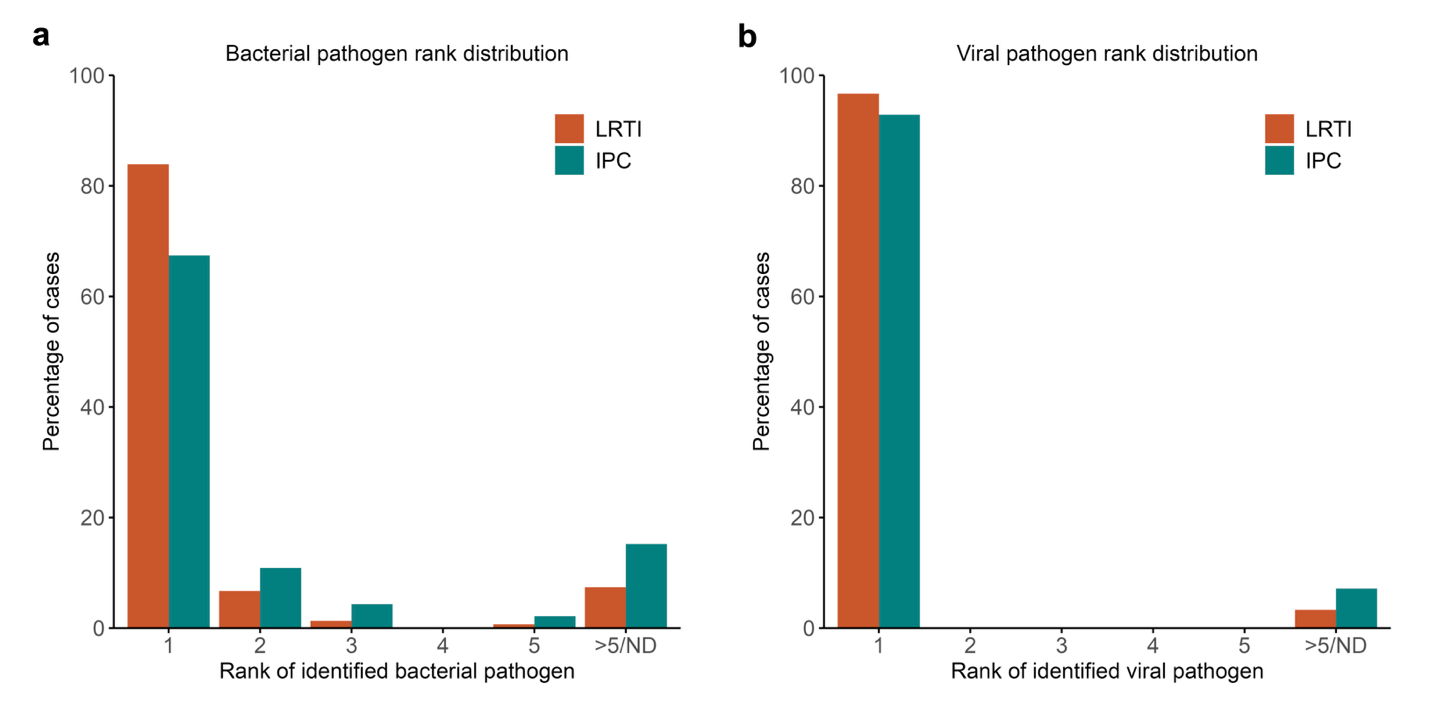 a
Bacterial pathogen rank distribution
100
80
60
40
20
0
Percentage of cases
LRTI
IPC
1 2 3 4 5 >5/ND
Rank of identified bacterial pathogen
b
Viral pathogen rank distribution
100
80
60
40
20
0
Percentage of cases
LRTI
IPC
1 2 3 4 5 >5/ND
Rank of identified viral pathogen